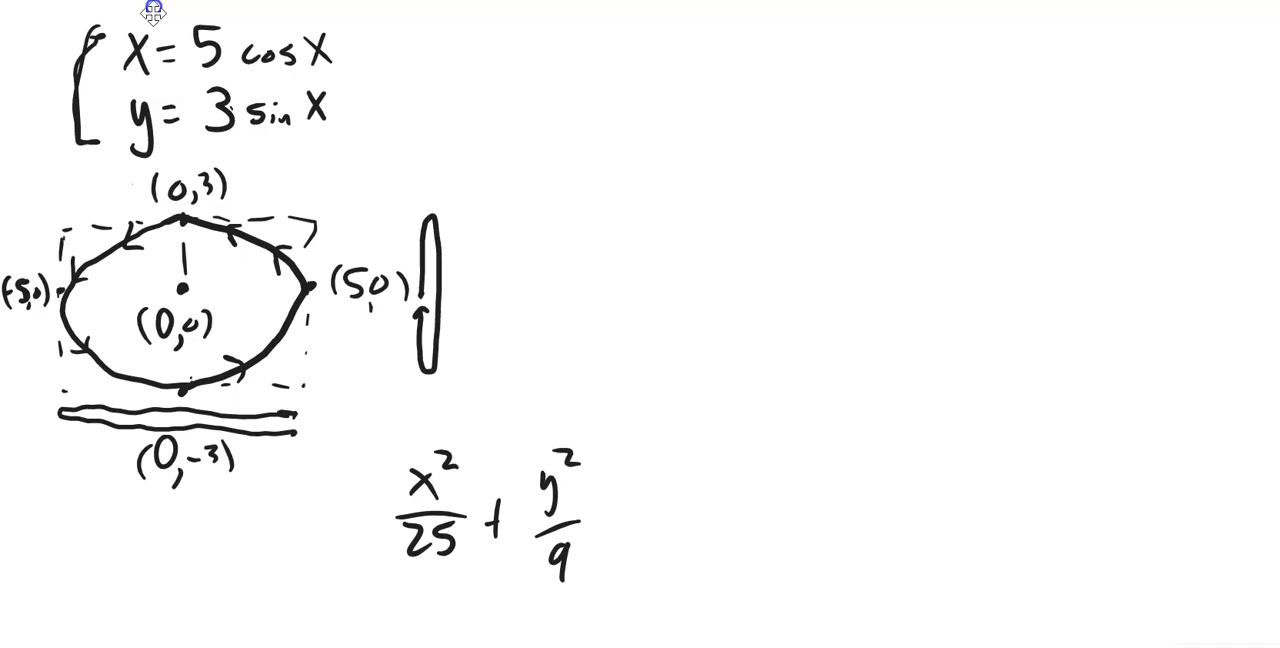 x = 5 cos x
y = 3 sin x
(0,3)
(-5,0)
(5,0)
(0,0)
(0,-3)
x²/25 + y²/9